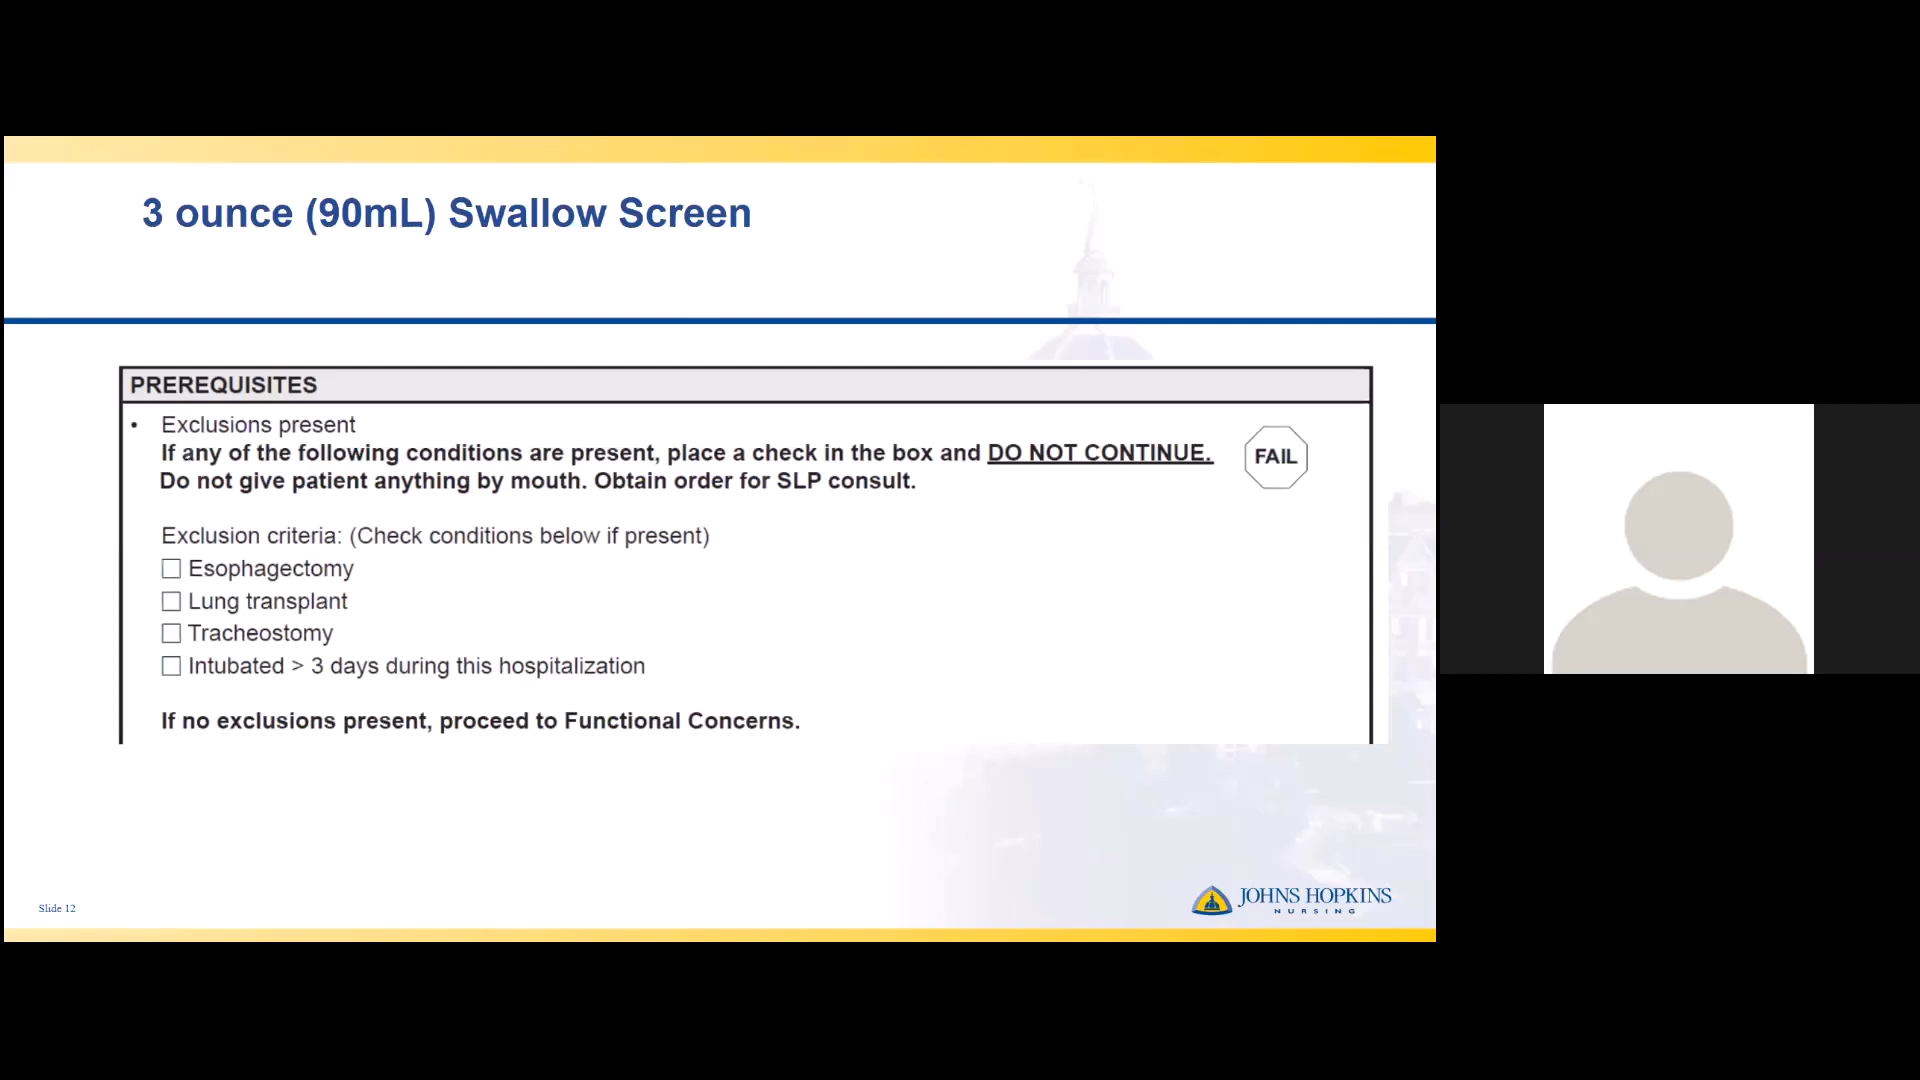 3 ounce (90mL) Swallow Screen
PREREQUISITES
• Exclusions present
If any of the following conditions are present, place a check in the box and DO NOT CONTINUE.
FAIL
Do not give patient anything by mouth. Obtain order for SLP consult.
Exclusion criteria: (Check conditions below if present)
☐ Esophagectomy
☐ Lung transplant
☐ Tracheostomy
☐ Intubated > 3 days during this hospitalization
If no exclusions present, proceed to Functional Concerns.
Slide 12
JOHNS HOPKINS
NURSING